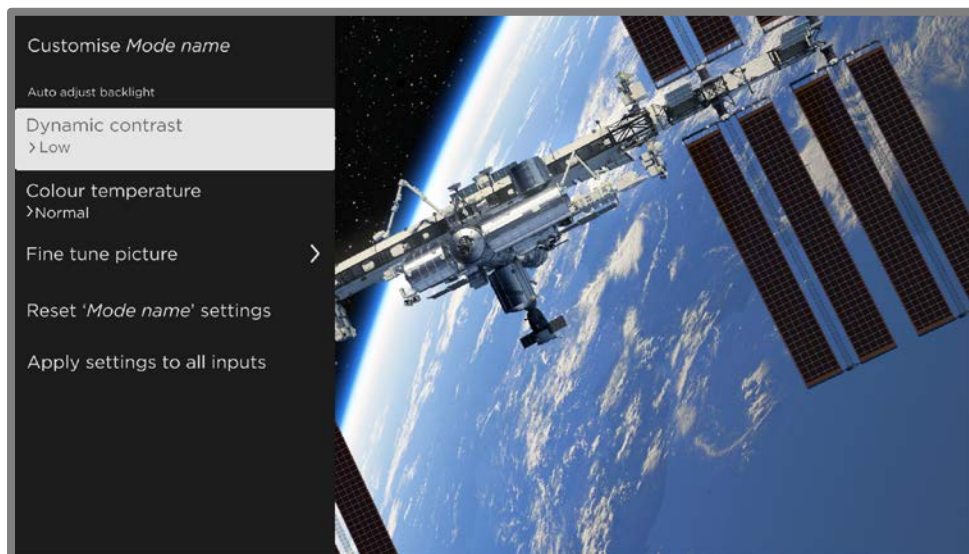 Customise Mode name
Auto adjust backlight
Dynamic contrast
>Low
Colour temperature
>Normal
Fine tune picture >
Reset ‘Mode name’ settings
Apply settings to all inputs